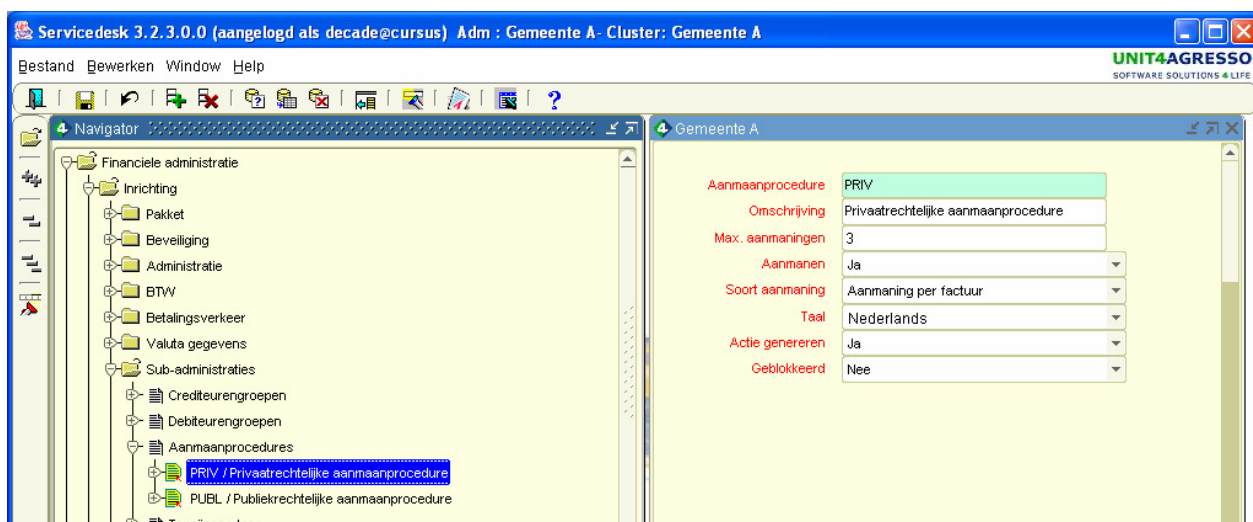 Servicedesk 3.2.3.0.0 (aangelogd als decade@cursus) Adm : Gemeente A- Cluster: Gemeente A
Bestand Bewerken Window Help
UNIT4AGRESSO
SOFTWARE SOLUTIONS 4 LIFE
4 Navigator
Financiele administratie
Inrichting
Pakket
Beveiliging
Administratie
BTW
Betalingsverkeer
Valuta gegevens
Sub-administraties
Crediteurengroepen
Debiteurengroepen
Aanmaanprocedures
PRIV / Privaatrechtelijke aanmaanprocedure
PUBL / Publiekrechtelijke aanmaanprocedure
4 Gemeente A
Aanmaanprocedure PRIV
Omschrijving Privaatrechtelijke aanmaanprocedure
Max. aanmaningen 3
Aanmanen Ja
Soort aanmaning Aanmaning per factuur
Taal Nederlands
Actie genereren Ja
Geblokkeerd Nee